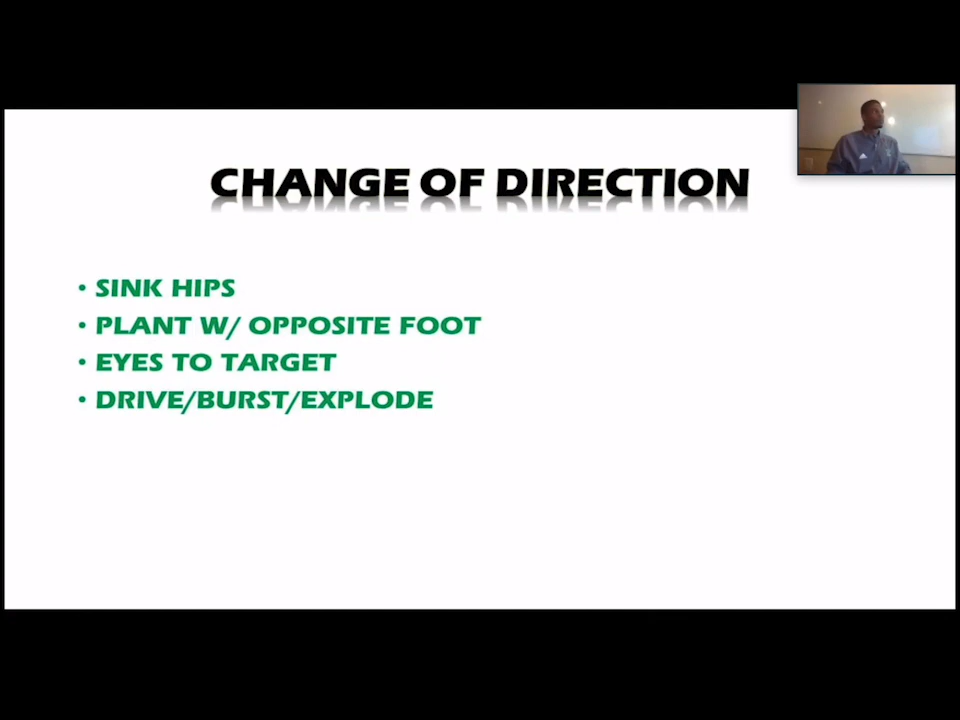 CHANGE OF DIRECTION
• SINK HIPS
• PLANT W/ OPPOSITE FOOT
• EYES TO TARGET
• DRIVE/BURST/EXPLODE